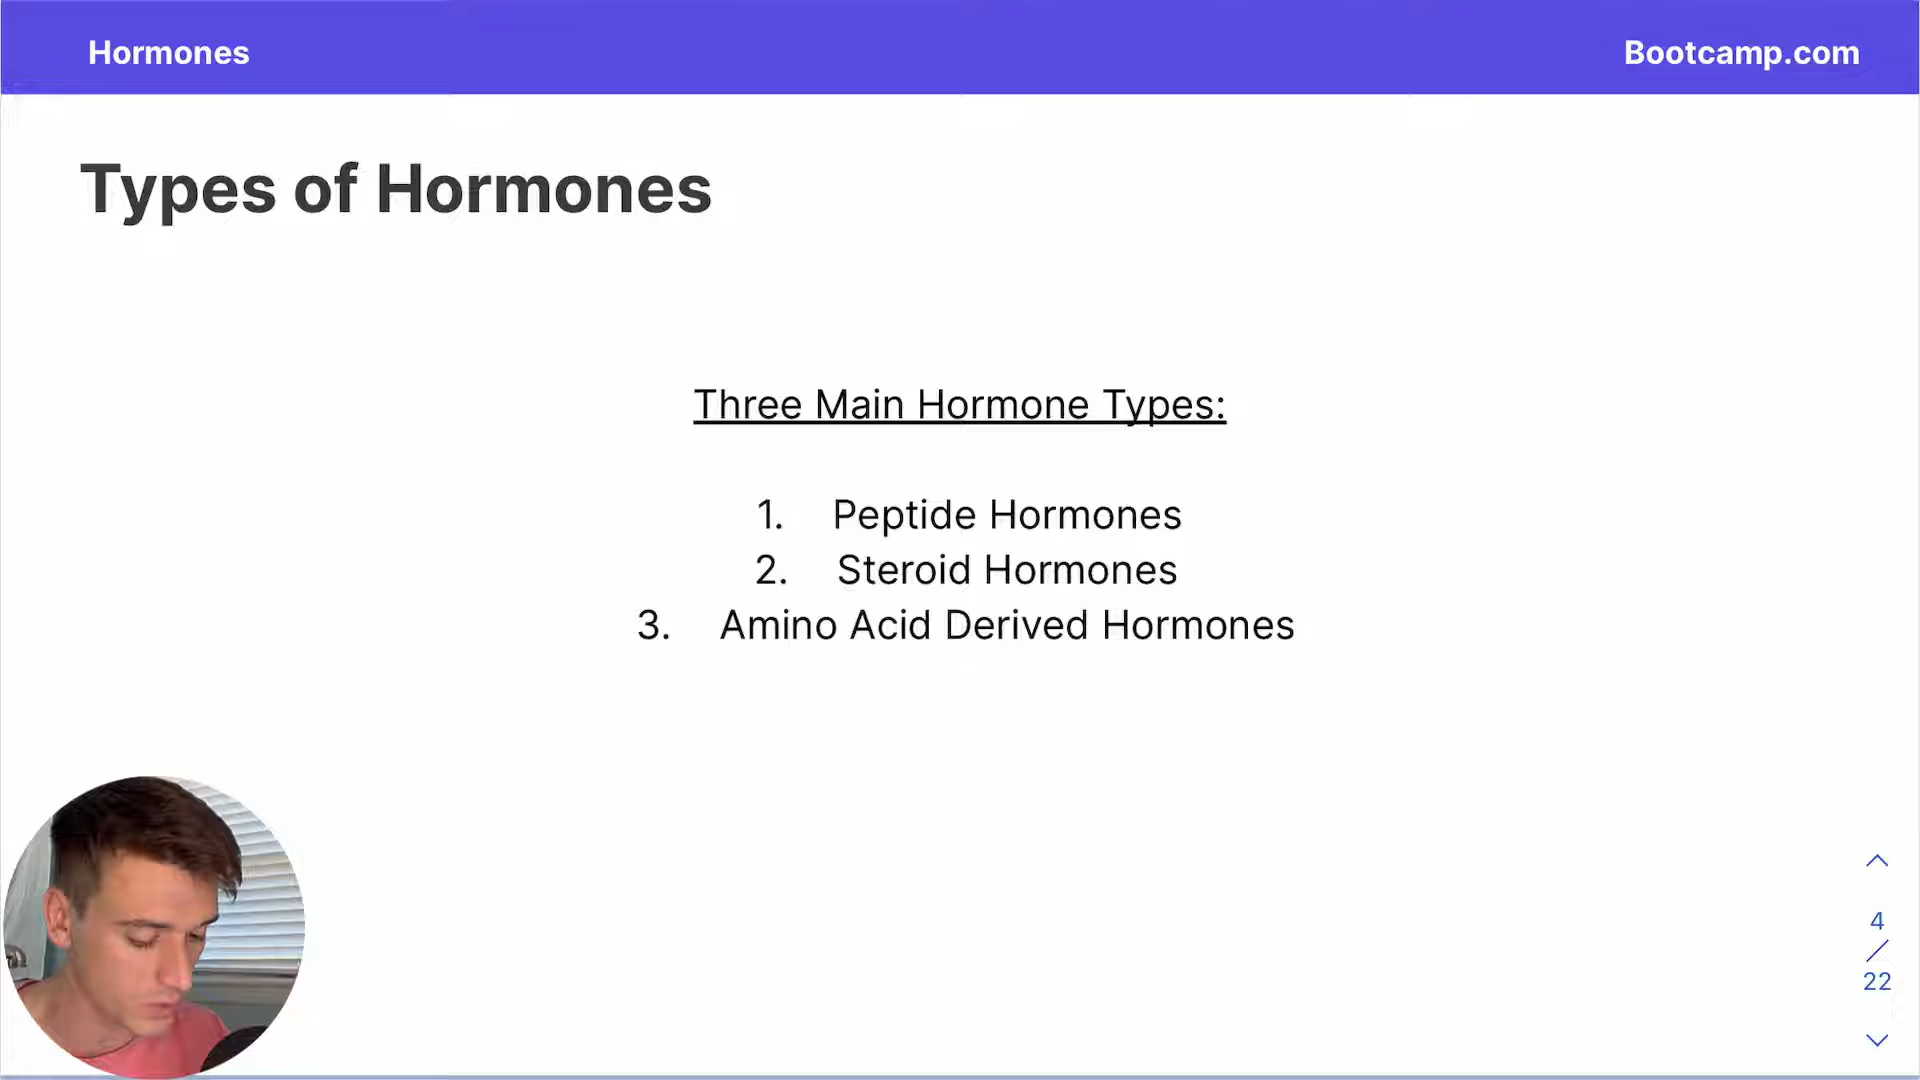 Hormones
Bootcamp.com
Types of Hormones
Three Main Hormone Types:
1. Peptide Hormones
2. Steroid Hormones
3. Amino Acid Derived Hormones
4
/
22